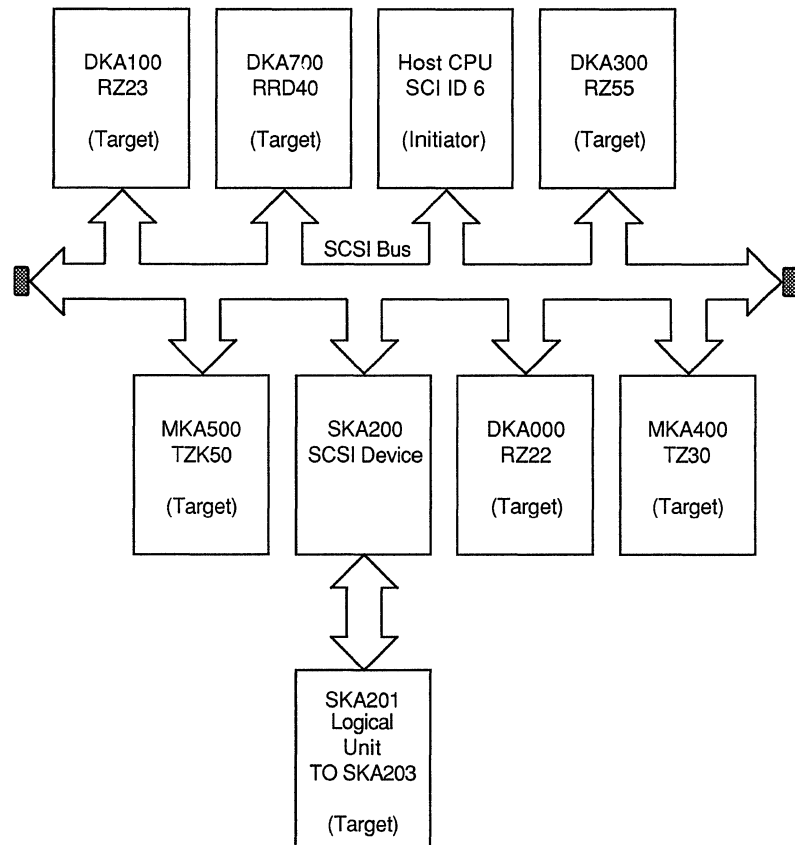 DKA100
RZ23
(Target)
DKA700
RRD40
(Target)
Host CPU
SCI ID 6
(Initiator)
DKA300
RZ55
(Target)
SCSI Bus
MKA500
TZK50
(Target)
SKA200
SCSI Device
DKA000
RZ22
(Target)
MKA400
TZ30
(Target)
SKA201
Logical
Unit
TO SKA203
(Target)